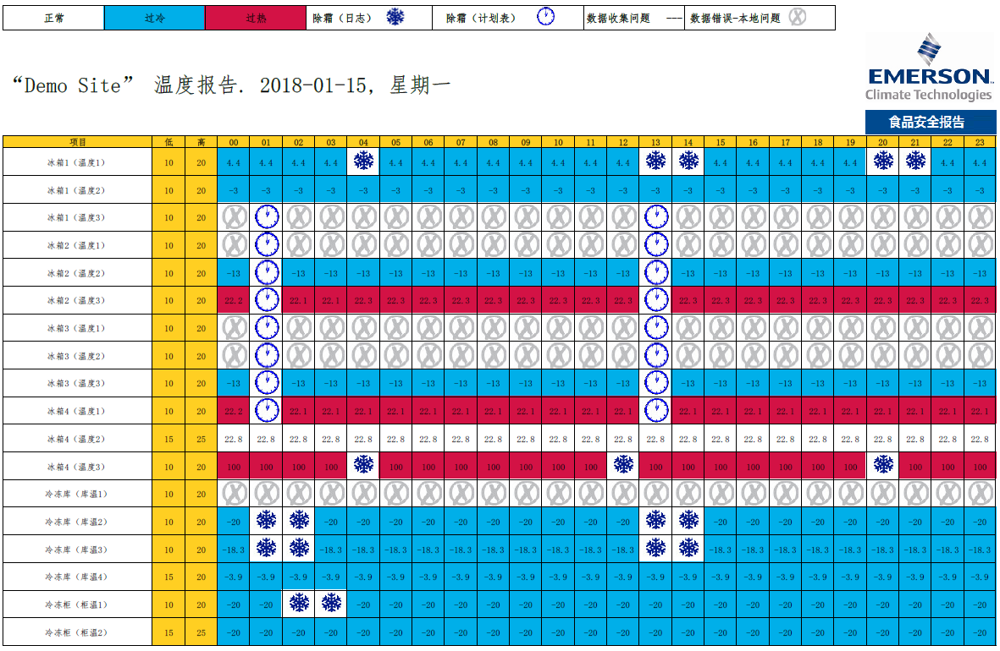 正常 过冷 过热 除霜（日志） 除霜（计划表） 数据收集问题 --- 数据错误-本地问题
EMERSON
Climate Technologies
“Demo Site” 温度报告. 2018-01-15, 星期一
食品安全报告
项目 低 高 00 01 02 03 04 05 06 07 08 09 10 11 12 13 14 15 16 17 18 19 20 21 22 23
冰箱1（温度1） 10 20 4.4 4.4 4.4 4.4 4.4 4.4 4.4 4.4 4.4 4.4 4.4 4.4 4.4 4.4 4.4 4.4 4.4 4.4 4.4
冰箱1（温度2） 10 20 -3 -3 -3 -3 -3 -3 -3 -3 -3 -3 -3 -3 -3 -3 -3 -3 -3 -3 -3 -3 -3 -3 -3 -3
冰箱1（温度3） 10 20
冰箱2（温度1） 10 20
冰箱2（温度2） 10 20 -13 -13 -13 -13 -13 -13 -13 -13 -13 -13 -13 -13 -13 -13 -13 -13 -13 -13 -13 -13 -13 -13
冰箱2（温度3） 10 20 22.2 22.1 22.1 22.3 22.3 22.3 22.3 22.3 22.3 22.3 22.3 22.3 22.3 22.3 22.3 22.3 22.3 22.3 22.3 22.3 22.3 22.3
冰箱3（温度1） 10 20
冰箱3（温度2） 10 20
冰箱3（温度3） 10 20 -13 -13 -13 -13 -13 -13 -13 -13 -13 -13 -13 -13 -13 -13 -13 -13 -13 -13 -13 -13 -13 -13
冰箱4（温度1） 10 20 22.2 22.1 22.1 22.1 22.1 22.1 22.1 22.1 22.1 22.1 22.1 22.1 22.1 22.1 22.1 22.1 22.1 22.1 22.1 22.1 22.1 22.1
冰箱4（温度2） 15 25 22.8 22.8 22.8 22.8 22.8 22.8 22.8 22.8 22.8 22.8 22.8 22.8 22.8 22.8 22.8 22.8 22.8 22.8 22.8 22.8 22.8 22.8 22.8 22.8
冰箱4（温度3） 10 20 100 100 100 100 100 100 100 100 100 100 100 100 100 100 100 100 100 100 100 100 100
冷冻库（库温1） 10 20
冷冻库（库温2） 10 20 -20 -20 -20 -20 -20 -20 -20 -20 -20 -20 -20 -20 -20 -20 -20 -20 -20 -20 -20 -20
冷冻库（库温3） 10 20 -18.3 -18.3 -18.3 -18.3 -18.3 -18.3 -18.3 -18.3 -18.3 -18.3 -18.3 -18.3 -18.3 -18.3 -18.3 -18.3 -18.3 -18.3 -18.3 -18.3
冷冻库（库温4） 15 20 -3.9 -3.9 -3.9 -3.9 -3.9 -3.9 -3.9 -3.9 -3.9 -3.9 -3.9 -3.9 -3.9 -3.9 -3.9 -3.9 -3.9 -3.9 -3.9 -3.9 -3.9 -3.9 -3.9 -3.9
冷冻柜（柜温1） 10 20 -20 -20 -20 -20 -20 -20 -20 -20 -20 -20 -20 -20 -20 -20 -20 -20 -20 -20 -20 -20 -20 -20
冷冻柜（柜温2） 15 25 -20 -20 -20 -20 -20 -20 -20 -20 -20 -20 -20 -20 -20 -20 -20 -20 -20 -20 -20 -20 -20 -20 -20 -20